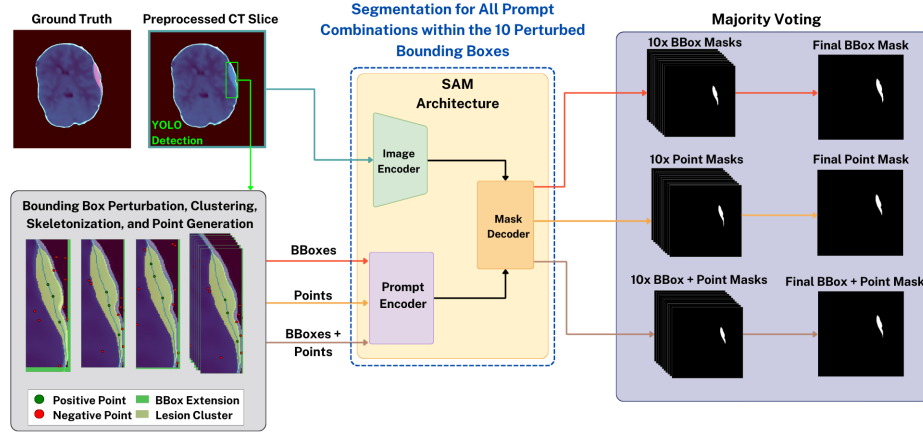 Ground Truth
Preprocessed CT Slice
YOLO
Detection
Bounding Box Perturbation, Clustering,
Skeletonization, and Point Generation
Positive Point
BBox Extension
Negative Point
Lesion Cluster
Segmentation for All Prompt
Combinations within the 10 Perturbed
Bounding Boxes
SAM
Architecture
Image
Encoder
BBoxes
Points
BBoxes +
Points
Prompt
Encoder
Mask
Decoder
Majority Voting
10x BBox Masks
Final BBox Mask
10x Point Masks
Final Point Mask
10x BBox + Point Masks
Final BBox + Point Mask